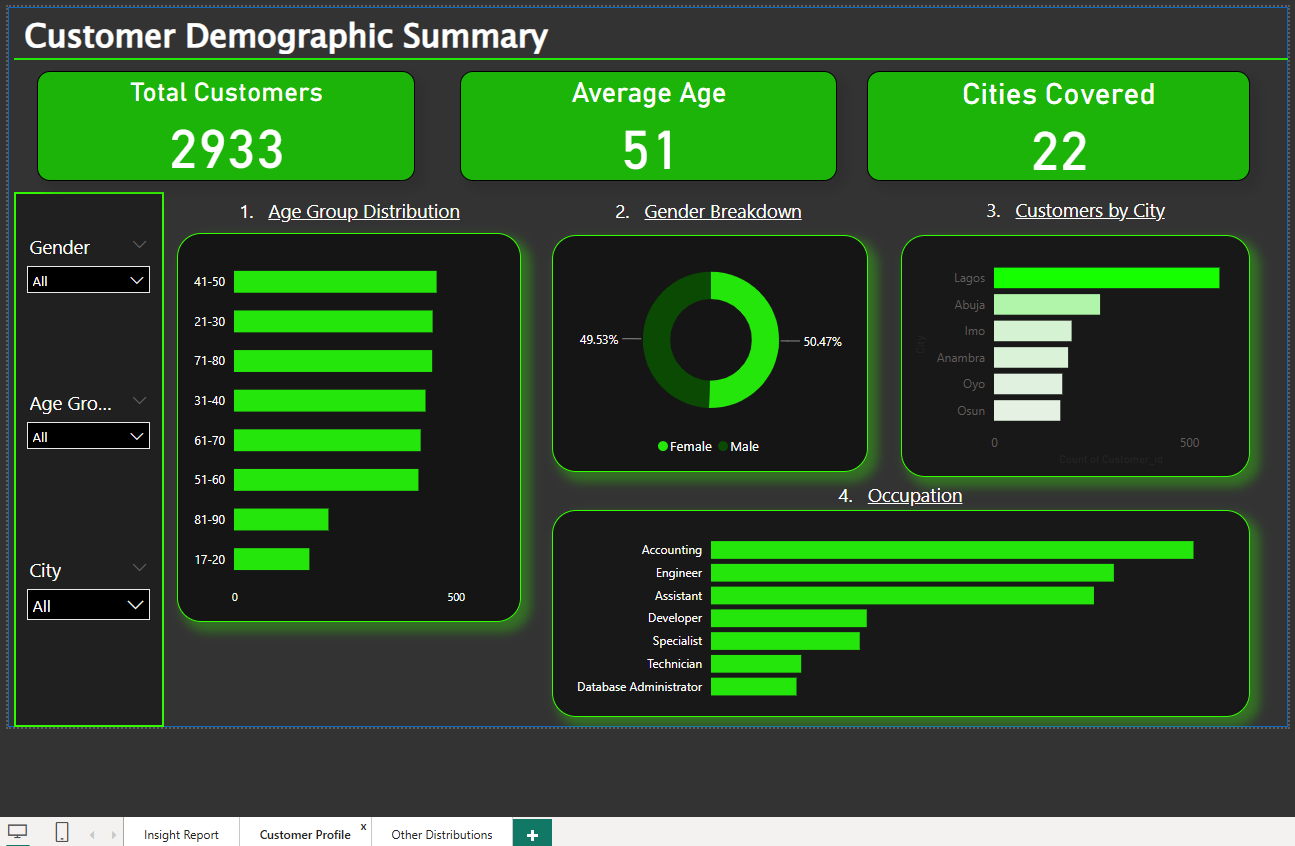 Customer Demographic Summary
Total Customers
2933
Average Age
51
Cities Covered
22
Gender
All
Age Gro...
All
City
All
1. Age Group Distribution
41-50
21-30
71-80
31-40
61-70
51-60
81-90
17-20
0 500
2. Gender Breakdown
49.53%
50.47%
Female Male
3. Customers by City
City
Lagos
Abuja
Imo
Anambra
Oyo
Osun
0 500
Count of Customer_id
4. Occupation
Accounting
Engineer
Assistant
Developer
Specialist
Technician
Database Administrator
Insight Report
Customer Profile x
Other Distributions
+